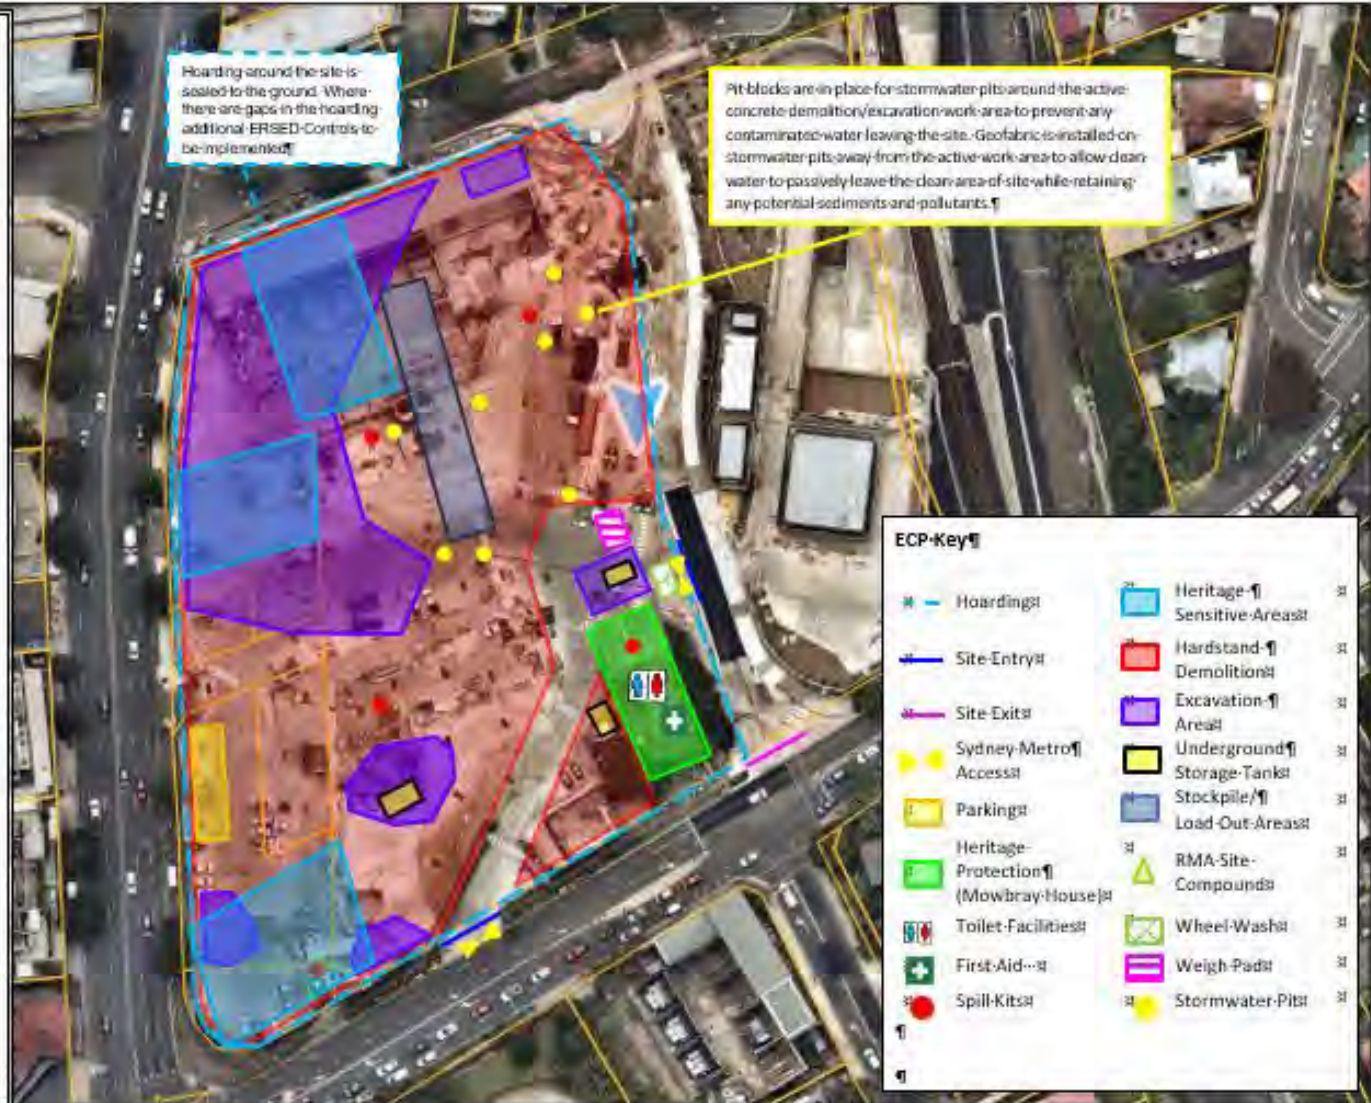 Hoarding·around·the·site·is·
sealed·to·the·ground.·Where·
there·are·gaps·in·the·hoarding·
additional·ERSED·Controls·to·
be·implemented¶
Pit·blocks·are·in·place·for·stormwater·pits·around·the·active·
concrete·demolition/excavation·work·area·to·prevent·any·
contaminated·water·leaving·the·site.·Geofabric·is·installed·on·
stormwater·pits·away·from·the·active·work·area·to·allow·clean·
water·to·passively·leave·the·clean·area·of·site·while·retaining·
any·potential·sediments·and·pollutants.¶
ECP·Key¶
Hoarding¤
Site·Entry¤
Site·Exit¤
Sydney·Metro¶
Access¤
Parking¤
Heritage·
Protection¶
(Mowbray·House)¤
Toilet·Facilities¤
First·Aid··¤
Spill·Kits¤
¶
¶
Heritage·¶
Sensitive·Areas¤
Hardstand·¶
Demolition¤
Excavation·¶
Area¤
Underground¶
Storage·Tank¤
Stockpile/¶
Load·Out·Areas¤
RMA·Site·
Compound¤
Wheel·Wash¤
Weigh·Pad¤
Stormwater·Pit¤